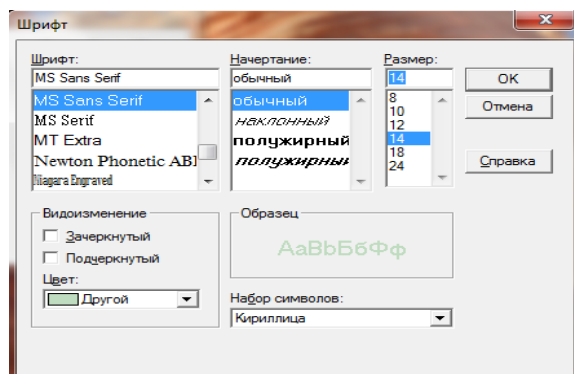 Шрифт
Шрифт:
MS Sans Serif
MS Sans Serif
MS Serif
MT Extra
Newton Phonetic ABI
Niagara Engraved
Начертание:
обычный
обычный
наклонный
полужирный
полужирный
Размер:
14
8
10
12
14
18
24
OK
Отмена
Справка
Видоизменение
Зачеркнутый
Подчеркнутый
Цвет:
Другой
Образец
АаВbБбФф
Набор символов:
Кириллица